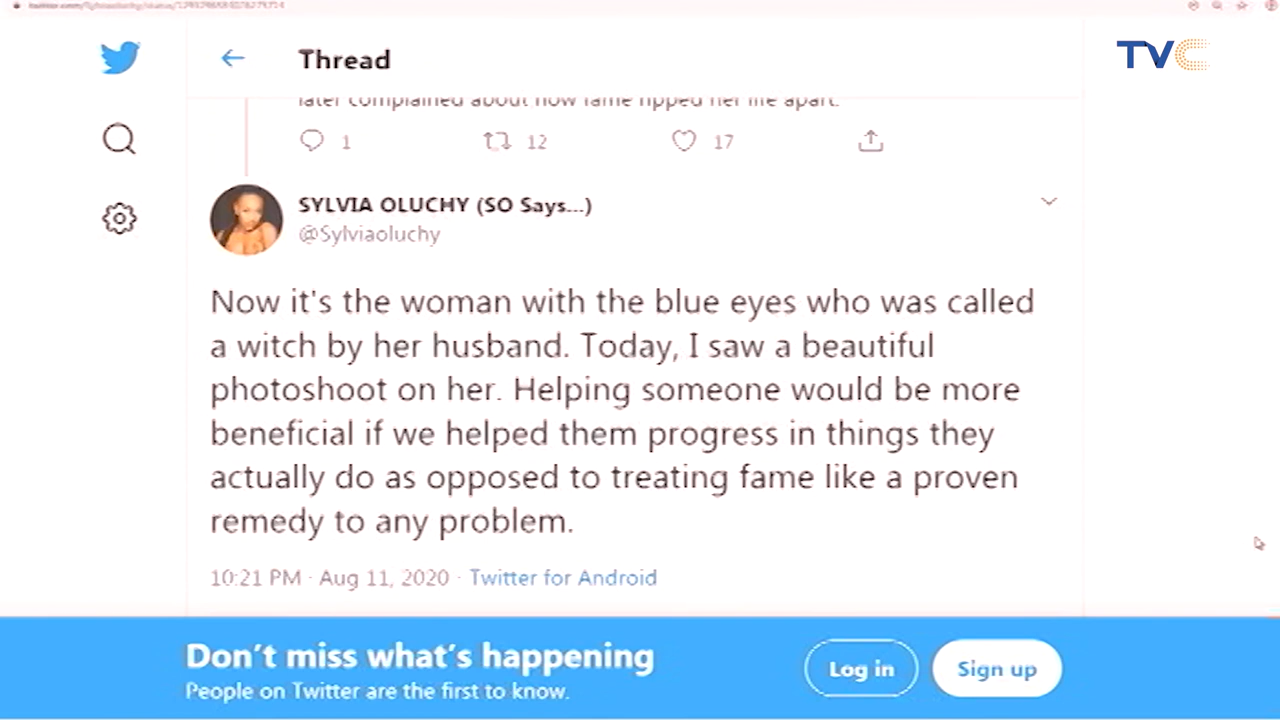 TVC
Thread
later complained about how fame ripped her life apart.
1 12 17
SYLVIA OLUCHY (SO Says...)
@Sylviaoluchy
Now it's the woman with the blue eyes who was called
a witch by her husband. Today, I saw a beautiful
photoshoot on her. Helping someone would be more
beneficial if we helped them progress in things they
actually do as opposed to treating fame like a proven
remedy to any problem.
10:21 PM · Aug 11, 2020 · Twitter for Android
Don't miss what's happening
People on Twitter are the first to know.
Log in
Sign up